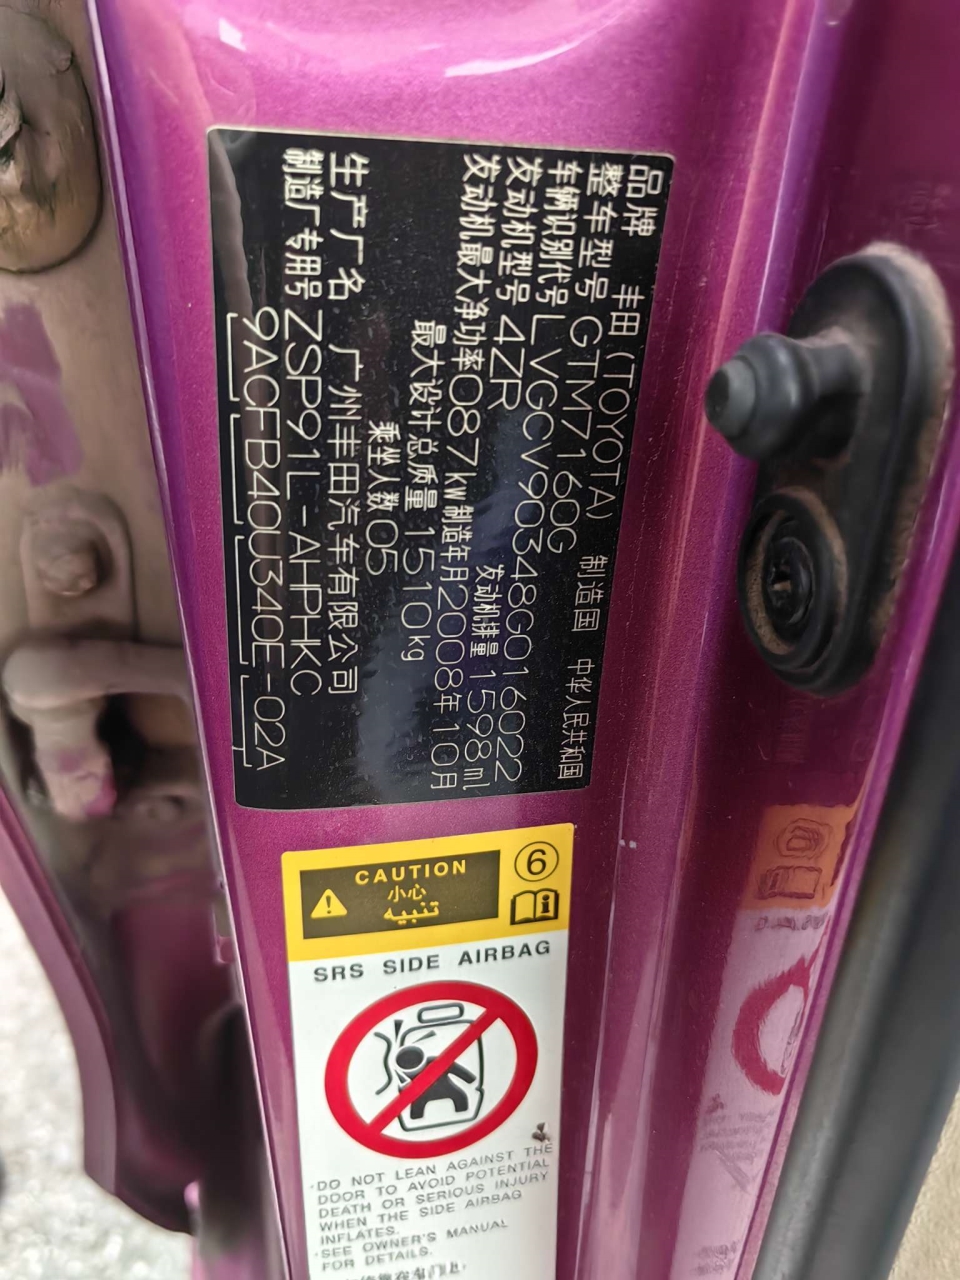 品牌 丰田(TOYOTA) 制造国 中华人民共和国
整车型号 GTM7160G
车辆识别代号 LVGCV90348G016022
发动机型号 4ZR 发动机排量 1598ml
发动机最大净功率 087kW 制造年月 2008年10月
最大设计总质量 1510kg
乘坐人数 05
生产厂名 广州丰田汽车有限公司
制造厂专用号 ZSP91L-AHPHKC
9ACFB40U340E-02A
CAUTION
小心
تنبيه
6
SRS SIDE AIRBAG
·DO NOT LEAN AGAINST THE
DOOR TO AVOID POTENTIAL
DEATH OR SERIOUS INJURY
WHEN THE SIDE AIRBAG
INFLATES.
·SEE OWNER'S MANUAL
FOR DETAILS.